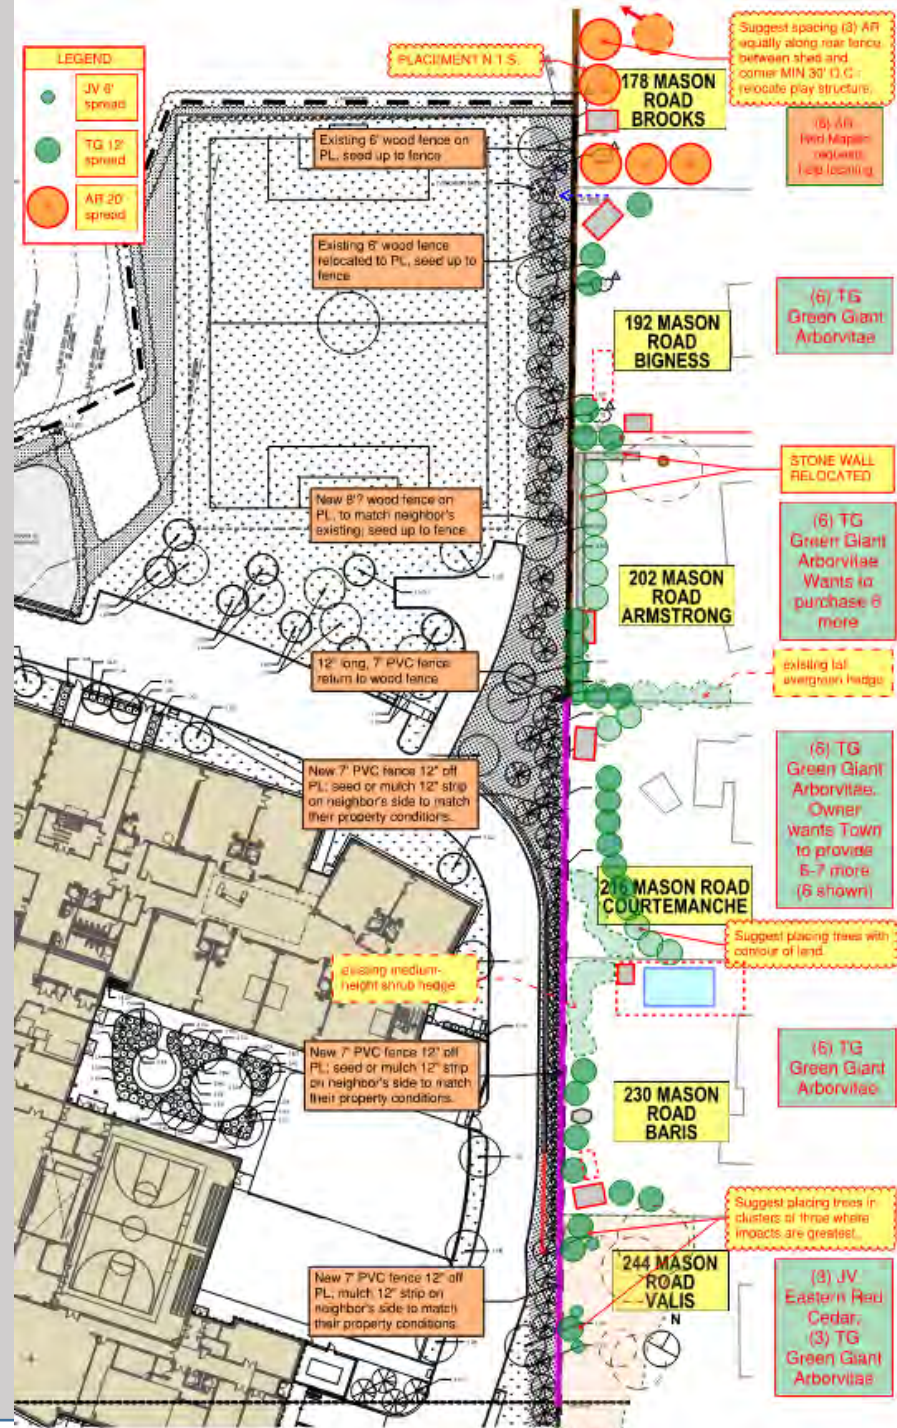 LEGEND
JV 6'
spread
TG 12'
spread
AR 20'
spread
PLACEMENT N.T.S.
Suggest spacing (3) AR
equally along rear fence
between shed and
corner MIN 30' O.C.
relocate play structure.
178 MASON
ROAD
BROOKS
(6) AR
Red Maples
requests
help locating
Existing 6' wood fence on
PL, seed up to fence
Existing 6' wood fence
relocated to PL, seed up to
fence
192 MASON
ROAD
BIGNESS
(6) TG
Green Giant
Arborvitae
STONE WALL
RELOCATED
New 8'? wood fence on
PL, to match neighbor's
existing; seed up to fence
202 MASON
ROAD
ARMSTRONG
(6) TG
Green Giant
Arborvitae
Wants to
purchase 6
more
existing tall
evergreen hedge
12" long, 7' PVC fence
return to wood fence
New 7' PVC fence 12" off
PL; seed or mulch 12" strip
on neighbor's side to match
their property conditions.
(6) TG
Green Giant
Arborvitae.
Owner
wants Town
to provide
6-7 more
(6 shown)
216 MASON ROAD
COURTEMANCHE
Suggest placing trees with
contour of land
existing medium-
height shrub hedge
New 7' PVC fence 12" off
PL; seed or mulch 12" strip
on neighbor's side to match
their property conditions.
230 MASON
ROAD
BARIS
(6) TG
Green Giant
Arborvitae
Suggest placing trees in
clusters of three where
impacts are greatest.
New 7' PVC fence 12" off
PL; mulch 12" strip on
neighbor's side to match
their property conditions.
244 MASON
ROAD
VALIS
N
(3) JV
Eastern Red
Cedar,
(3) TG
Green Giant
Arborvitae